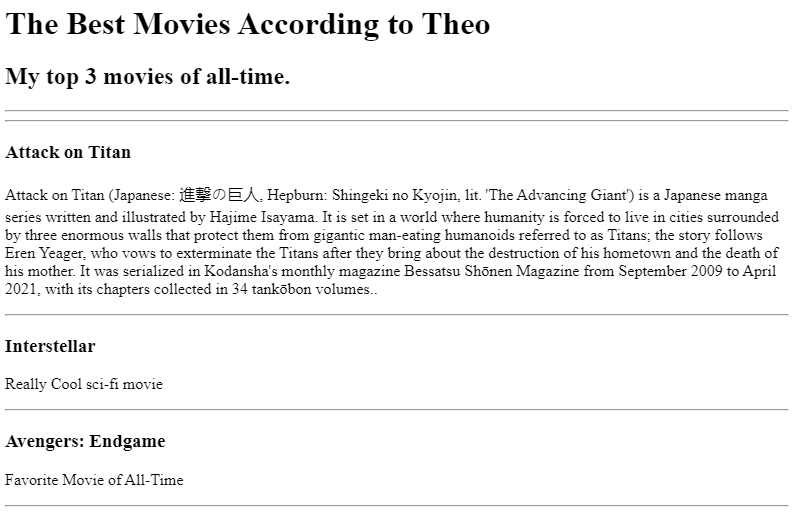 The Best Movies According to Theo
My top 3 movies of all-time.
Attack on Titan
Attack on Titan (Japanese: 進撃の巨人, Hepburn: Shingeki no Kyojin, lit. 'The Advancing Giant') is a Japanese manga
series written and illustrated by Hajime Isayama. It is set in a world where humanity is forced to live in cities surrounded
by three enormous walls that protect them from gigantic man-eating humanoids referred to as Titans; the story follows
Eren Yeager, who vows to exterminate the Titans after they bring about the destruction of his hometown and the death of
his mother. It was serialized in Kodansha's monthly magazine Bessatsu Shōnen Magazine from September 2009 to April
2021, with its chapters collected in 34 tankōbon volumes..
Interstellar
Really Cool sci-fi movie
Avengers: Endgame
Favorite Movie of All-Time